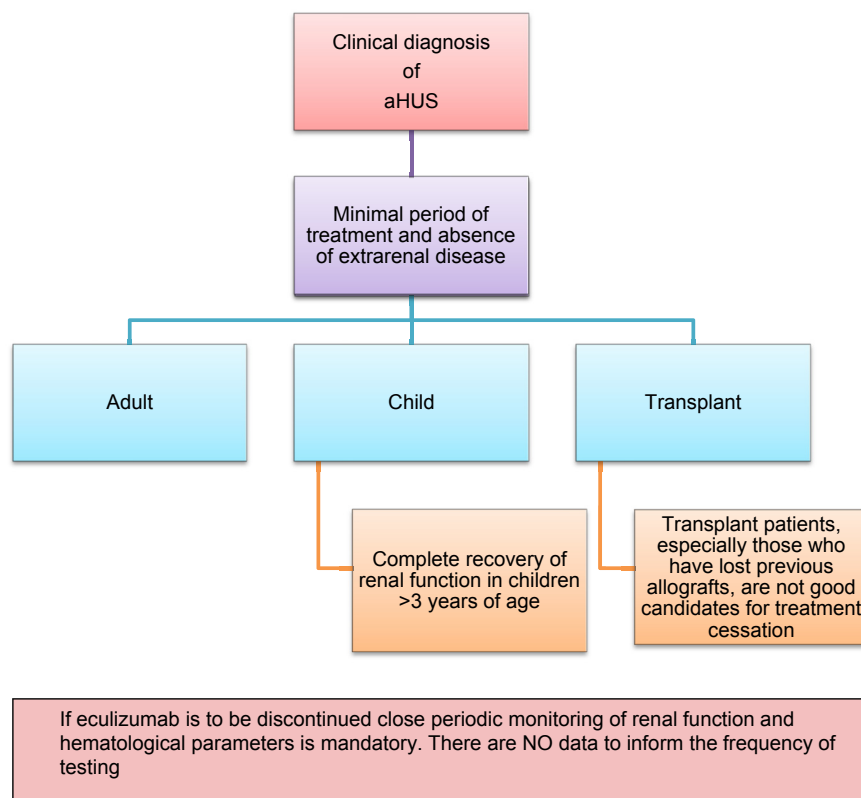 Clinical diagnosis
of
aHUS
Minimal period of
treatment and absence
of extrarenal disease
Adult
Child
Transplant
Complete recovery of
renal function in children
>3 years of age
Transplant patients,
especially those who
have lost previous
allografts, are not good
candidates for treatment
cessation
If eculizumab is to be discontinued close periodic monitoring of renal function and
hematological parameters is mandatory. There are NO data to inform the frequency of
testing